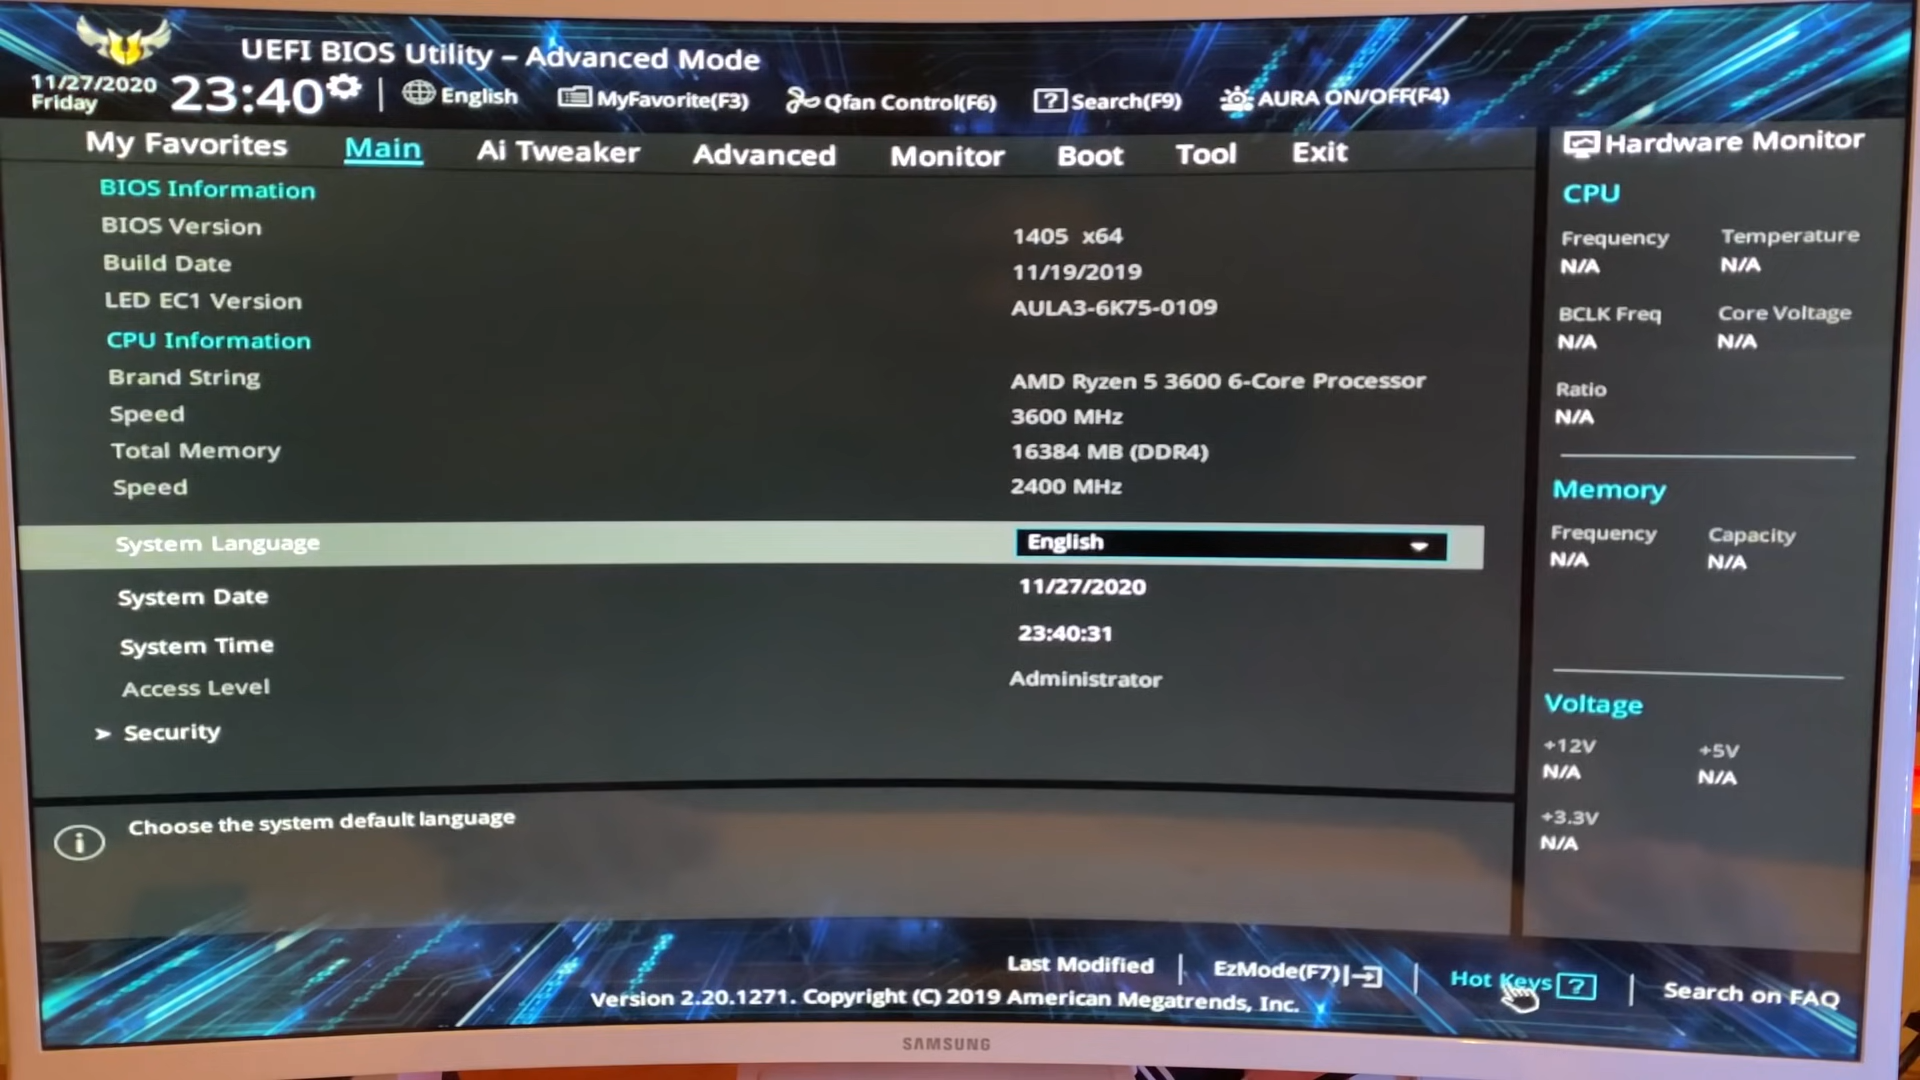 UEFI BIOS Utility – Advanced Mode
11/27/2020
Friday
23:40
English
MyFavorite(F3)
Qfan Control(F6)
Search(F9)
AURA ON/OFF(F4)
My Favorites
Main
Ai Tweaker
Advanced
Monitor
Boot
Tool
Exit
BIOS Information
BIOS Version 1405 x64
Build Date 11/19/2019
LED EC1 Version AULA3-6K75-0109
CPU Information
Brand String AMD Ryzen 5 3600 6-Core Processor
Speed 3600 MHz
Total Memory 16384 MB (DDR4)
Speed 2400 MHz
System Language English
System Date 11/27/2020
System Time 23:40:31
Access Level Administrator
Security
Choose the system default language
Hardware Monitor
CPU
Frequency Temperature
N/A N/A
BCLK Freq Core Voltage
N/A N/A
Ratio
N/A
Memory
Frequency Capacity
N/A N/A
Voltage
+12V +5V
N/A N/A
+3.3V
N/A
Last Modified
EzMode(F7)
Hot Keys ?
Search on FAQ
Version 2.20.1271. Copyright (C) 2019 American Megatrends, Inc.
SAMSUNG